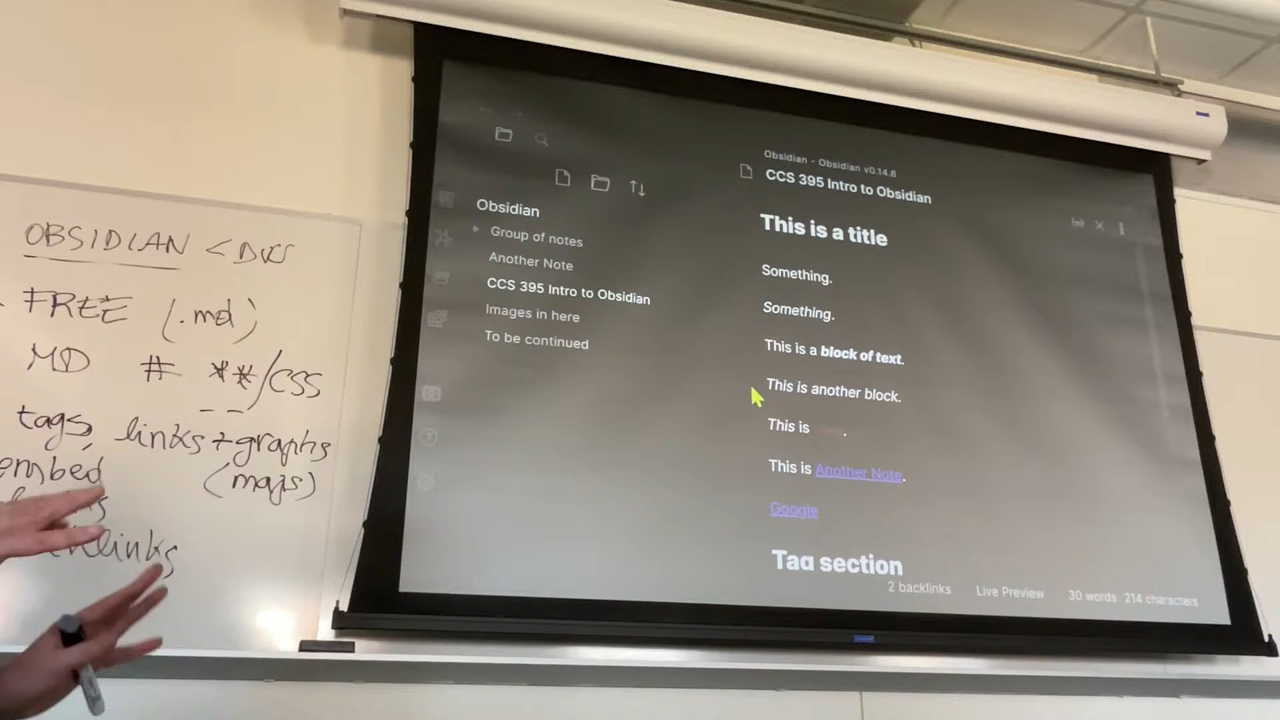 OBSIDIAN < DOCS
FREE (.md)
MD # **/CSS
__
tags, links + graphs
embed (maps)
Obsidian
Group of notes
Another Note
CCS 395 Intro to Obsidian
Images in here
To be continued
Obsidian - Obsidian v0.14.6
CCS 395 Intro to Obsidian
This is a title
Something.
Something.
This is a block of text.
This is another block.
This is .
This is Another Note.
Google
Tag section
2 backlinks Live Preview 30 words 214 characters